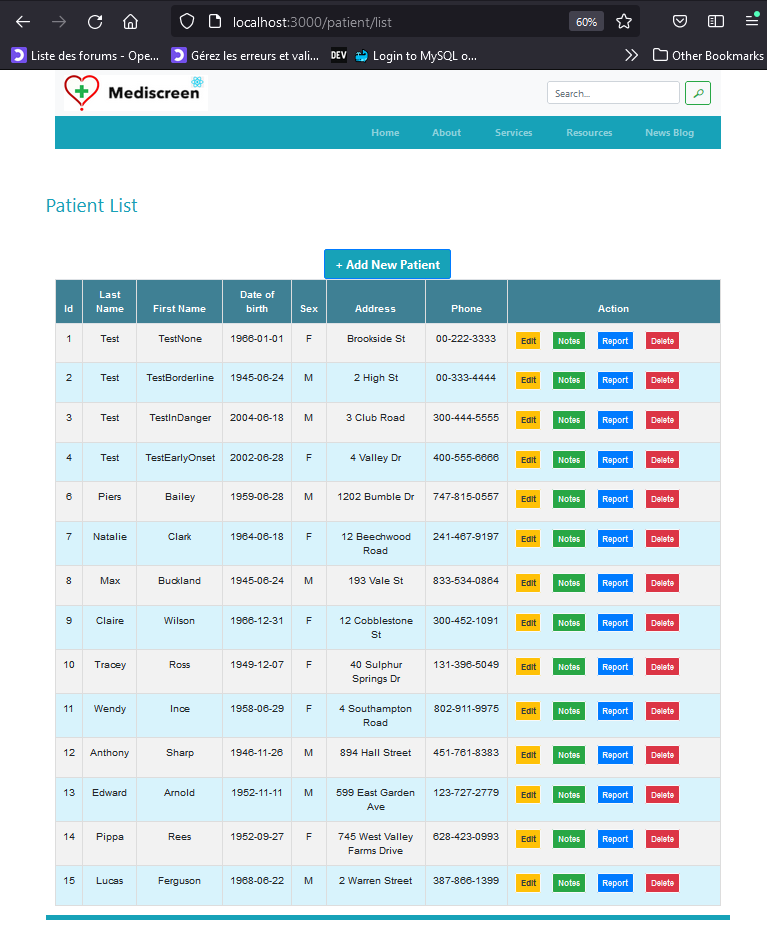 localhost:3000/patient/list 60%
Liste des forums - Ope... Gérez les erreurs et vali... DEV Login to MySQL o... Other Bookmarks
Mediscreen Search...
Home About Services Resources News Blog
Patient List
+ Add New Patient
Id Last Name First Name Date of birth Sex Address Phone Action
1 Test TestNone 1966-01-01 F Brookside St 00-222-3333 Edit Notes Report Delete
2 Test TestBorderline 1945-06-24 M 2 High St 00-333-4444 Edit Notes Report Delete
3 Test TestInDanger 2004-06-18 M 3 Club Road 300-444-5555 Edit Notes Report Delete
4 Test TestEarlyOnset 2002-06-28 F 4 Valley Dr 400-555-6666 Edit Notes Report Delete
6 Piers Bailey 1959-06-28 M 1202 Bumble Dr 747-815-0557 Edit Notes Report Delete
7 Natalie Clark 1964-06-18 F 12 Beechwood Road 241-467-9197 Edit Notes Report Delete
8 Max Buckland 1945-06-24 M 193 Vale St 833-534-0864 Edit Notes Report Delete
9 Claire Wilson 1966-12-31 F 12 Cobblestone St 300-452-1091 Edit Notes Report Delete
10 Tracey Ross 1949-12-07 F 40 Sulphur Springs Dr 131-396-5049 Edit Notes Report Delete
11 Wendy Ince 1958-06-29 F 4 Southampton Road 802-911-9975 Edit Notes Report Delete
12 Anthony Sharp 1946-11-26 M 894 Hall Street 451-761-8383 Edit Notes Report Delete
13 Edward Arnold 1952-11-11 M 599 East Garden Ave 123-727-2779 Edit Notes Report Delete
14 Pippa Rees 1952-09-27 F 745 West Valley Farms Drive 628-423-0993 Edit Notes Report Delete
15 Lucas Ferguson 1968-06-22 M 2 Warren Street 387-866-1399 Edit Notes Report Delete